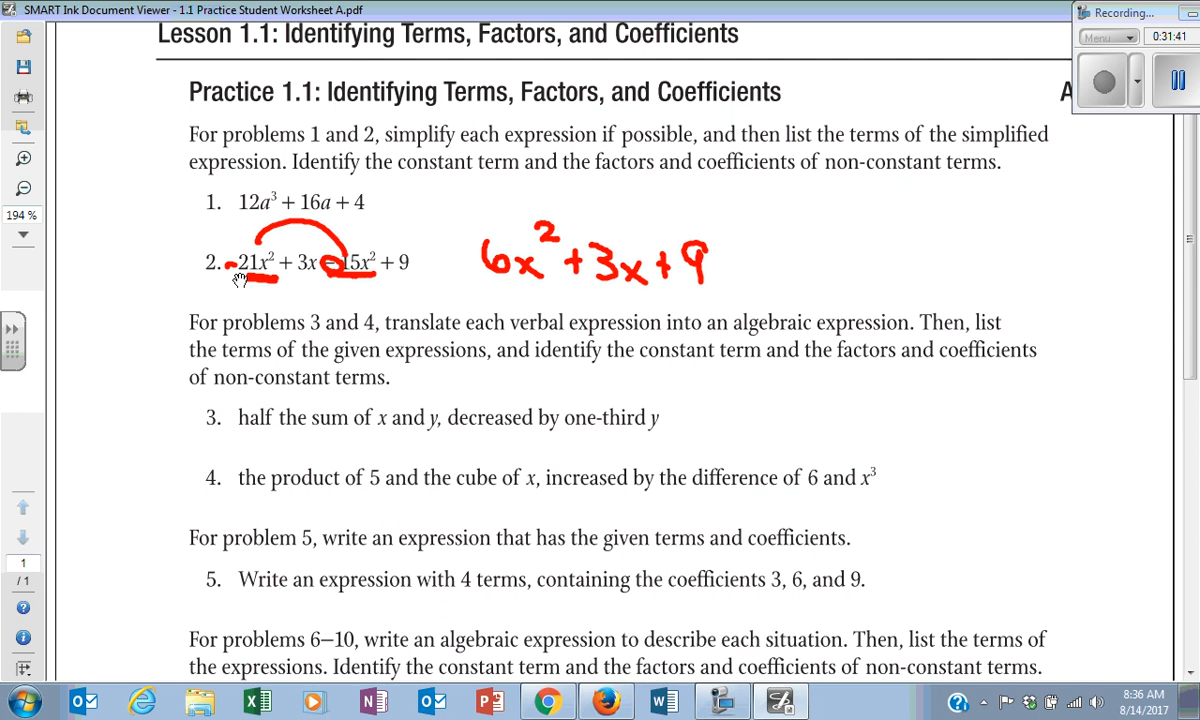 SMART Ink Document Viewer - 1.1 Practice Student Worksheet A.pdf
Recording...
Menu
0:31:41
Lesson 1.1: Identifying Terms, Factors, and Coefficients
Practice 1.1: Identifying Terms, Factors, and Coefficients
A
For problems 1 and 2, simplify each expression if possible, and then list the terms of the simplified
expression. Identify the constant term and the factors and coefficients of non-constant terms.
1. 12a³ + 16a + 4
2. -21x² + 3x – 15x² + 9
6x² + 3x + 9
194 %
For problems 3 and 4, translate each verbal expression into an algebraic expression. Then, list
the terms of the given expressions, and identify the constant term and the factors and coefficients
of non-constant terms.
3. half the sum of x and y, decreased by one-third y
4. the product of 5 and the cube of x, increased by the difference of 6 and x³
For problem 5, write an expression that has the given terms and coefficients.
1
/ 1
5. Write an expression with 4 terms, containing the coefficients 3, 6, and 9.
For problems 6–10, write an algebraic expression to describe each situation. Then, list the terms of
the expressions. Identify the constant term and the factors and coefficients of non-constant terms.
8:36 AM
8/14/2017